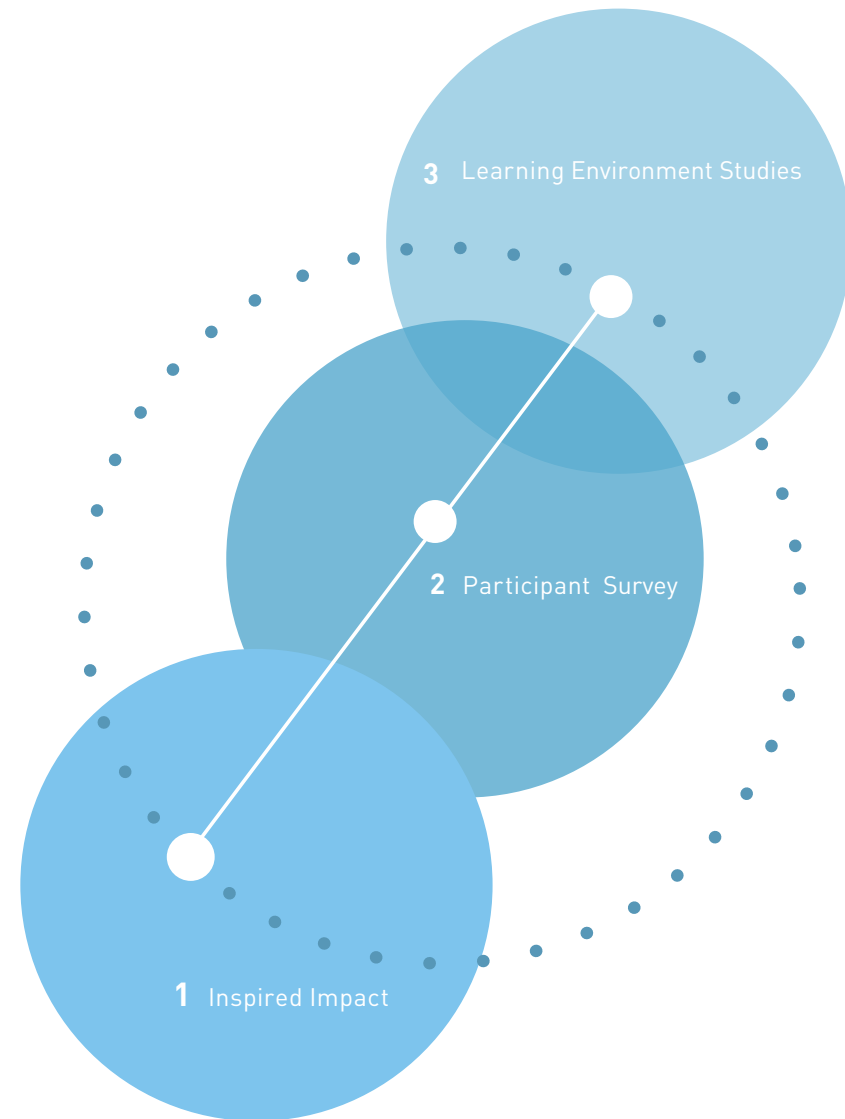 3 Learning Environment Studies
2 Participant Survey
1 Inspired Impact